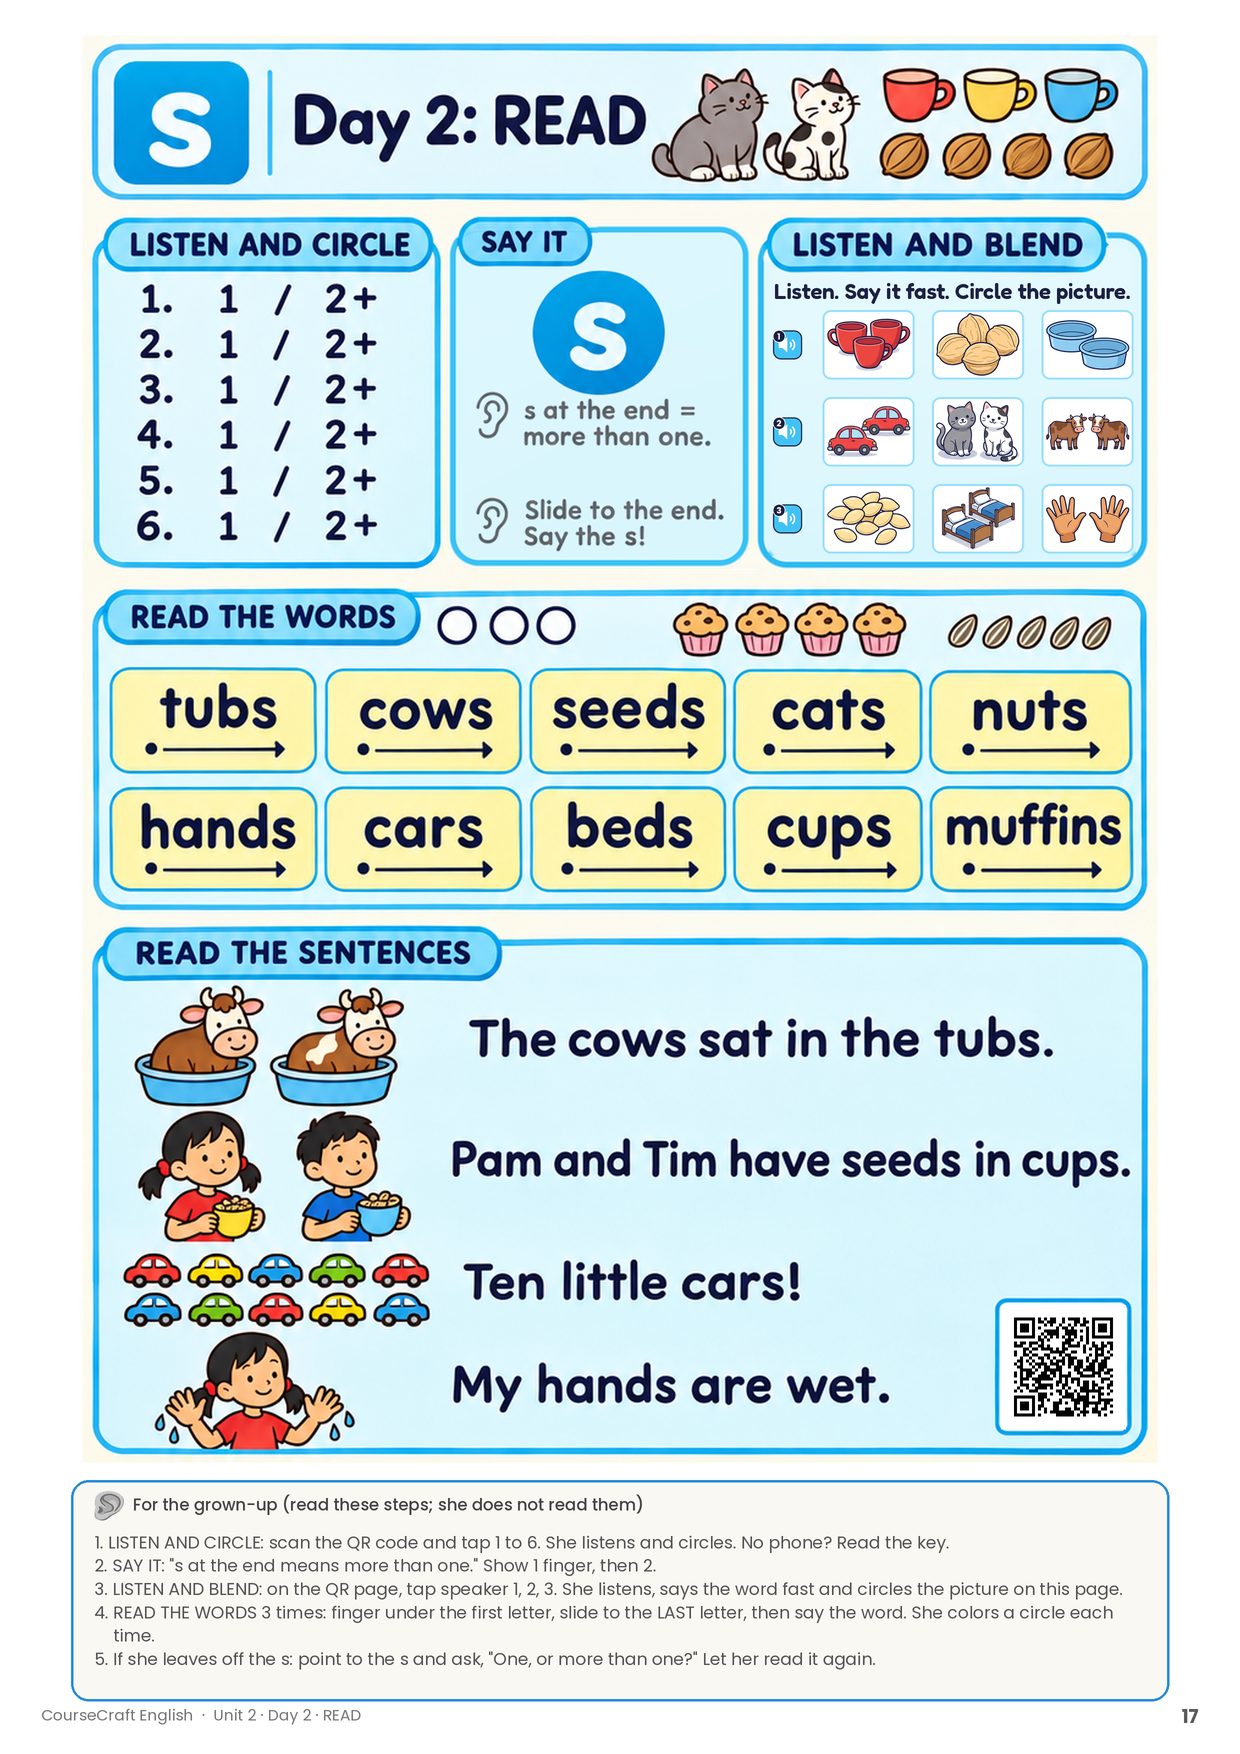 s
Day 2: READ
LISTEN AND CIRCLE
1. 1 / 2+
2. 1 / 2+
3. 1 / 2+
4. 1 / 2+
5. 1 / 2+
6. 1 / 2+
SAY IT
s
s at the end =
more than one.
Slide to the end.
Say the s!
LISTEN AND BLEND
Listen. Say it fast. Circle the picture.
1
2
3
READ THE WORDS
tubs cows seeds cats nuts
hands cars beds cups muffins
READ THE SENTENCES
The cows sat in the tubs.
Pam and Tim have seeds in cups.
Ten little cars!
My hands are wet.
For the grown-up (read these steps; she does not read them)
1. LISTEN AND CIRCLE: scan the QR code and tap 1 to 6. She listens and circles. No phone? Read the key.
2. SAY IT: "s at the end means more than one." Show 1 finger, then 2.
3. LISTEN AND BLEND: on the QR page, tap speaker 1, 2, 3. She listens, says the word fast and circles the picture on this page.
4. READ THE WORDS 3 times: finger under the first letter, slide to the LAST letter, then say the word. She colors a circle each
time.
5. If she leaves off the s: point to the s and ask, "One, or more than one?" Let her read it again.
CourseCraft English · Unit 2 · Day 2 · READ
17